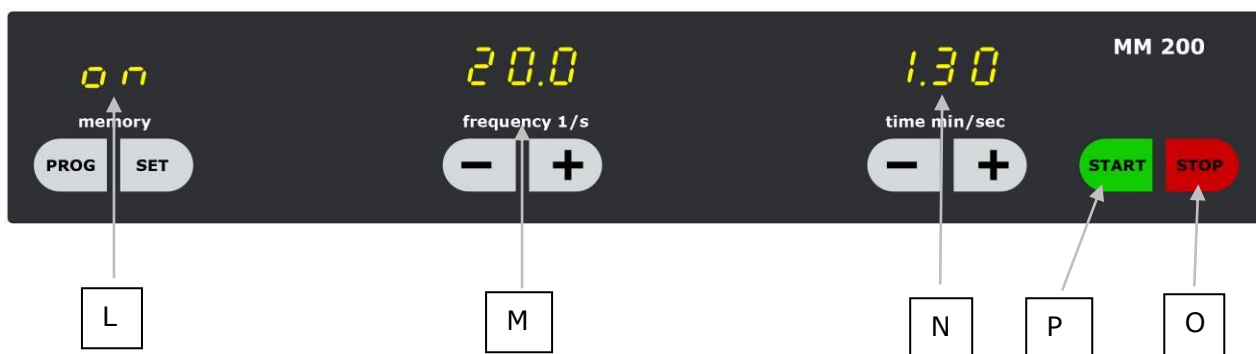 on 20.0 1.30 MM 200
memory frequency 1/s time min/sec
PROG SET − + − + START STOP
L M N P O